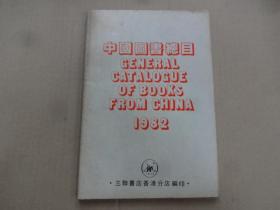 中國圖書總目
GENERAL
CATALOGUE
OF BOOKS
FROM CHINA
1982
·三聯書店香港分店編印·